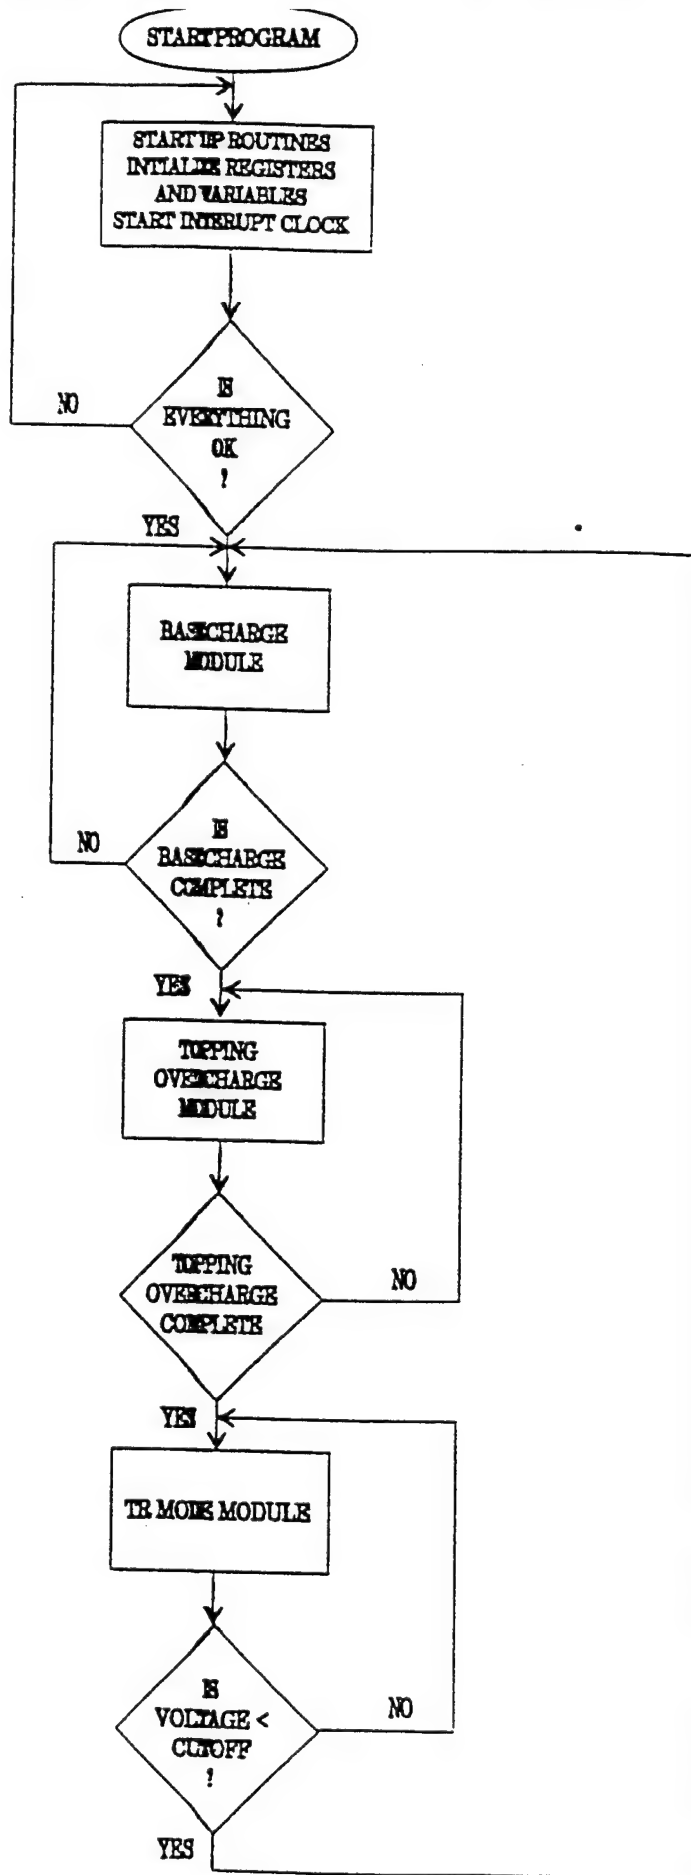 START PROGRAM
START UP ROUTINES
INTIALIZE REGISTERS
AND VARIABLES
START INTERUPT CLOCK
IS
EVERYTHING
OK
?
NO
YES
BASE CHARGE
MODULE
IS
BASE CHARGE
COMPLETE
?
NO
YES
TOPPING
OVERCHARGE
MODULE
TOPPING
OVERCHARGE
COMPLETE
NO
YES
TR MODE MODULE
IS
VOLTAGE <
CUTOFF
?
NO
YES